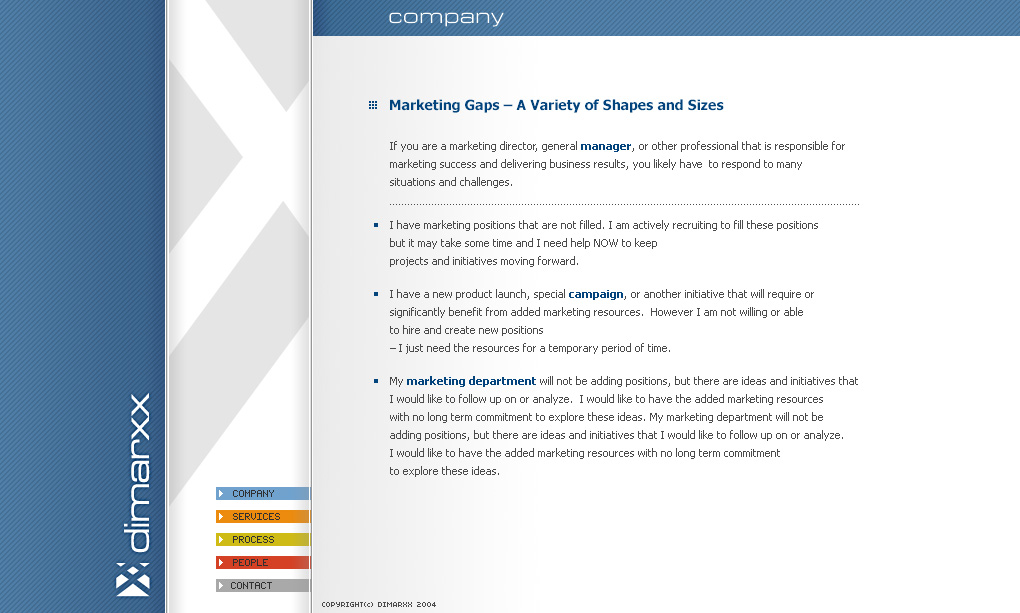 company
Marketing Gaps – A Variety of Shapes and Sizes
If you are a marketing director, general manager, or other professional that is responsible for
marketing success and delivering business results, you likely have  to respond to many
situations and challenges.
I have marketing positions that are not filled. I am actively recruiting to fill these positions
but it may take some time and I need help NOW to keep
projects and initiatives moving forward.
I have a new product launch, special campaign, or another initiative that will require or
significantly benefit from added marketing resources.  However I am not willing or able
to hire and create new positions
– I just need the resources for a temporary period of time.
My marketing department will not be adding positions, but there are ideas and initiatives that
I would like to follow up on or analyze.  I would like to have the added marketing resources
with no long term commitment to explore these ideas. My marketing department will not be
adding positions, but there are ideas and initiatives that I would like to follow up on or analyze.
I would like to have the added marketing resources with no long term commitment
to explore these ideas.
dimarxx
COMPANY
SERVICES
PROCESS
PEOPLE
CONTACT
COPYRIGHT(c) DIMARXX 2004